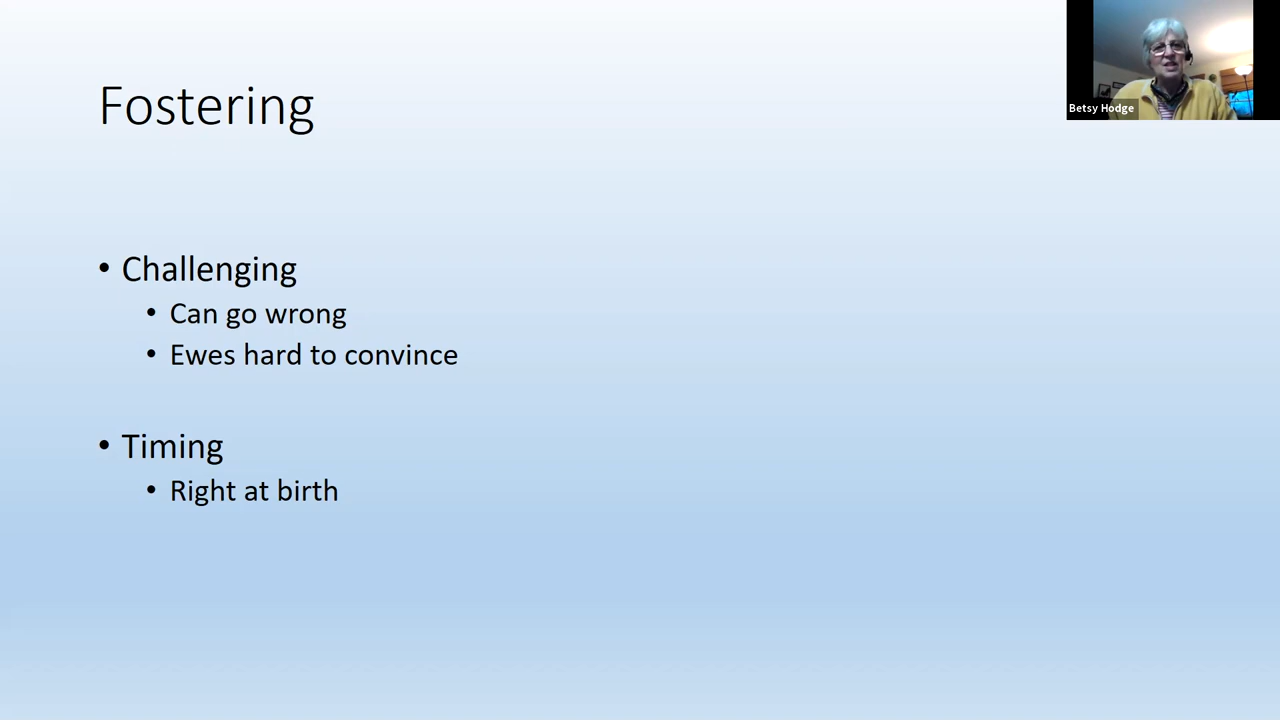 Fostering
Betsy Hodge
• Challenging
• Can go wrong
• Ewes hard to convince
• Timing
• Right at birth